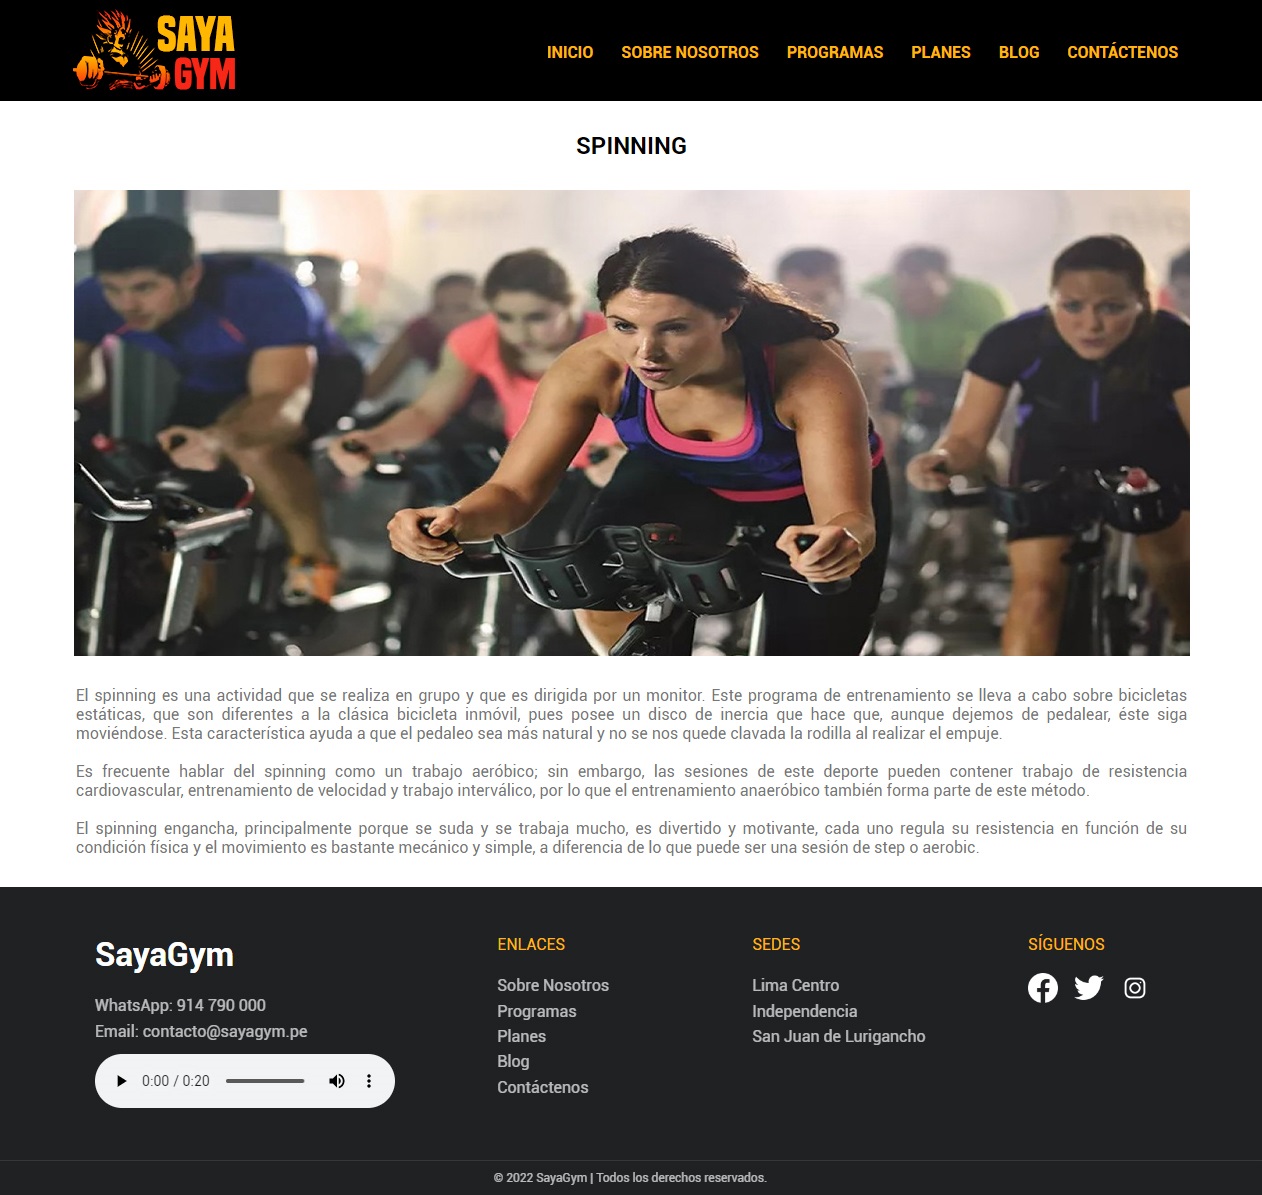 SAYA
GYM
INICIO SOBRE NOSOTROS PROGRAMAS PLANES BLOG CONTÁCTENOS
SPINNING
El spinning es una actividad que se realiza en grupo y que es dirigida por un monitor. Este programa de entrenamiento se lleva a cabo sobre bicicletas
estáticas, que son diferentes a la clásica bicicleta inmóvil, pues posee un disco de inercia que hace que, aunque dejemos de pedalear, éste siga
moviéndose. Esta característica ayuda a que el pedaleo sea más natural y no se nos quede clavada la rodilla al realizar el empuje.
Es frecuente hablar del spinning como un trabajo aeróbico; sin embargo, las sesiones de este deporte pueden contener trabajo de resistencia
cardiovascular, entrenamiento de velocidad y trabajo interválico, por lo que el entrenamiento anaeróbico también forma parte de este método.
El spinning engancha, principalmente porque se suda y se trabaja mucho, es divertido y motivante, cada uno regula su resistencia en función de su
condición física y el movimiento es bastante mecánico y simple, a diferencia de lo que puede ser una sesión de step o aerobic.
SayaGym
WhatsApp: 914 790 000
Email: contacto@sayagym.pe
0:00 / 0:20
ENLACES
Sobre Nosotros
Programas
Planes
Blog
Contáctenos
SEDES
Lima Centro
Independencia
San Juan de Lurigancho
SÍGUENOS
© 2022 SayaGym | Todos los derechos reservados.